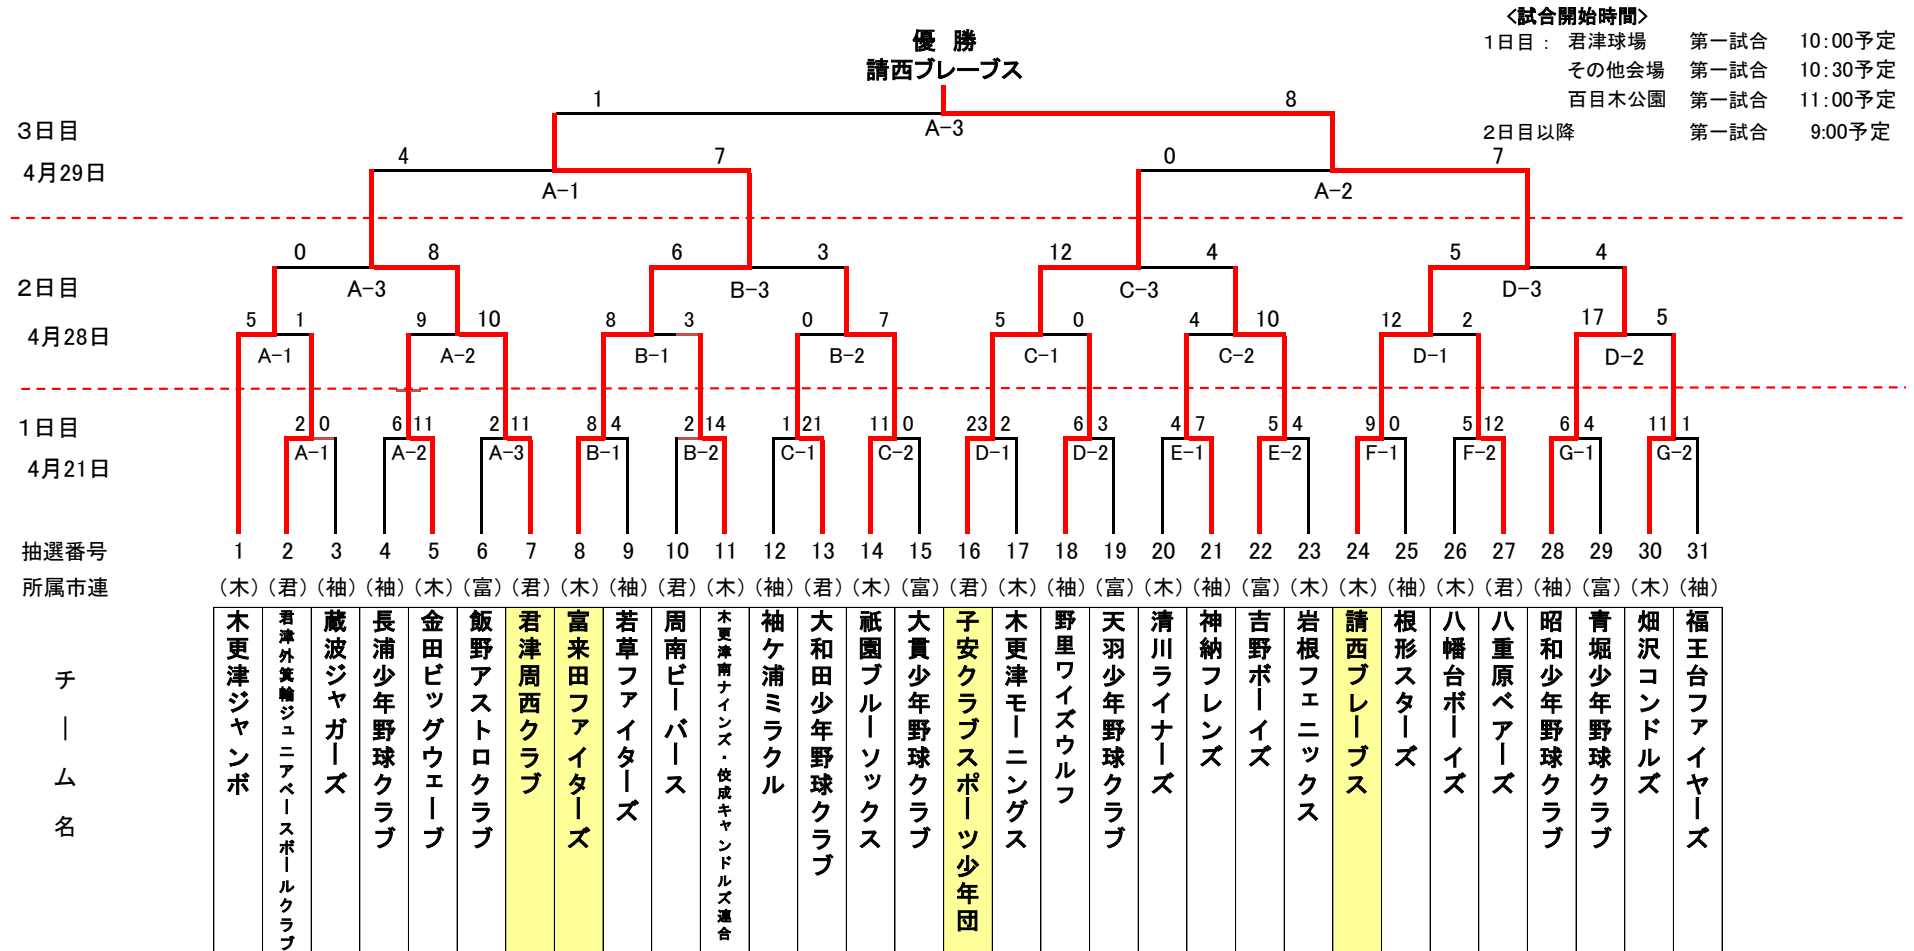 <試合開始時間>
優 勝
1日目： 君津球場 第一試合 10:00予定
請西ブレーブス
その他会場 第一試合 10:30予定
1 8
百目木公園 第一試合 11:00予定
3日目
A-3
2日目以降 第一試合 9:00予定
4 7 0 7
4月29日
A-1 A-2
0 8 6 3 12 4 5 4
2日目
A-3 B-3 C-3 D-3
5 1 9 10 8 3 0 7 5 0 4 10 12 2 17 5
4月28日
A-1 A-2 B-1 B-2 C-1 C-2 D-1 D-2
1日目
2 0 6 11 2 11 8 4 2 14 1 21 11 0 23 2 6 3 4 7 5 4 9 0 5 12 6 4 11 1
A-1 A-2 A-3 B-1 B-2 C-1 C-2 D-1 D-2 E-1 E-2 F-1 F-2 G-1 G-2
4月21日
抽選番号 1 2 3 4 5 6 7 8 9 10 11 12 13 14 15 16 17 18 19 20 21 22 23 24 25 26 27 28 29 30 31
所属市連 （木）（君）（袖）（袖）（木）（富）（君）（木）（袖）（君）（木）（袖）（君）（木）（富）（君）（木）（袖）（富）（木）（袖）（富）（木）（木）（袖）（木）（君）（袖）（富）（木）（袖）
チーム名
木更津ジャンボ
君津外箕輪ジュニアベースボールクラブ
蔵波ジャガーズ
長浦少年野球クラブ
金田ビッグウェーブ
飯野アストロクラブ
君津周西クラブ
富来田ファイターズ
若草ファイターズ
周南ビーバース
木更津南ナインズ・佼成キャンドルズ連合
袖ケ浦ミラクル
大和田少年野球クラブ
祇園ブルーソックス
大貫少年野球クラブ
子安クラブスポーツ少年団
木更津モーニングス
野里ワイズウルフ
天羽少年野球クラブ
清川ライナーズ
神納フレンズ
吉野ボーイズ
岩根フェニックス
請西ブレーブス
根形スターズ
八幡台ボーイズ
八重原ベアーズ
昭和少年野球クラブ
青堀少年野球クラブ
畑沢コンドルズ
福王台ファイヤーズ